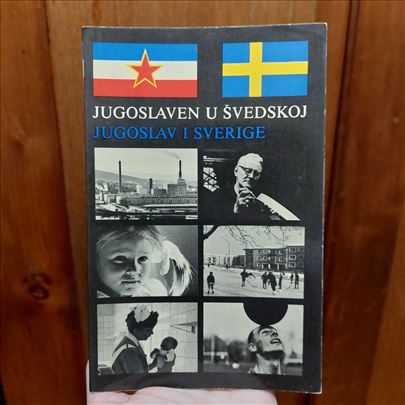 JUGOSLAVEN U ŠVEDSKOJ
JUGOSLAV I SVERIGE